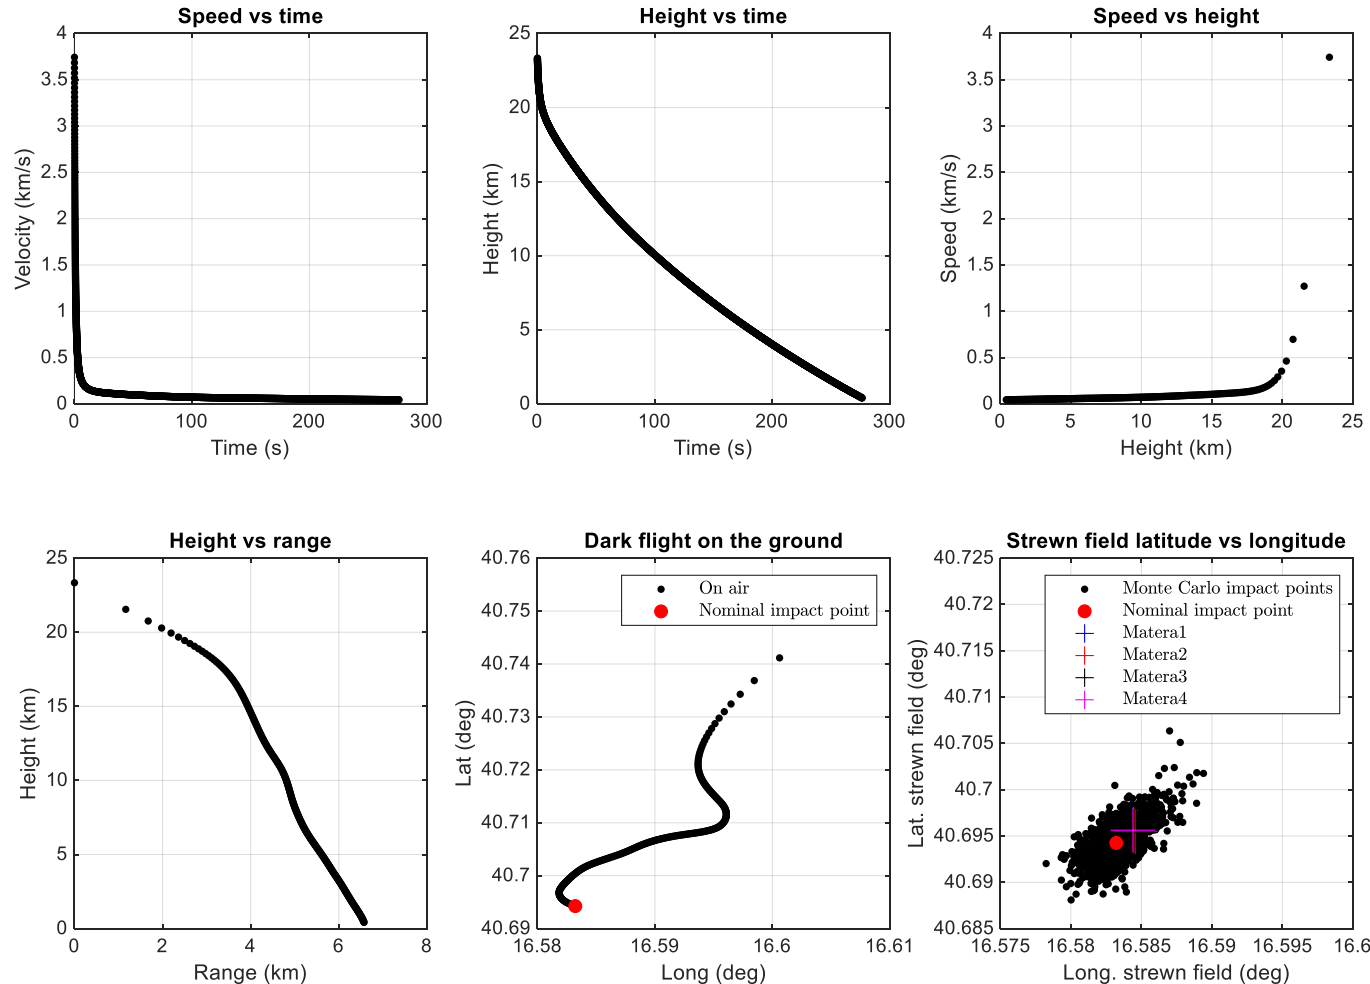 Speed vs time
4
3.5
3
2.5
2
1.5
1
0.5
0
0 100 200 300
Velocity (km/s)
Time (s)
Height vs time
25
20
15
10
5
0
0 100 200 300
Height (km)
Time (s)
Speed vs height
4
3.5
3
2.5
2
1.5
1
0.5
0
0 5 10 15 20 25
Speed (km/s)
Height (km)
Height vs range
25
20
15
10
5
0
0 2 4 6 8
Height (km)
Range (km)
Dark flight on the ground
On air
Nominal impact point
40.76
40.75
40.74
40.73
40.72
40.71
40.7
40.69
16.58 16.59 16.6 16.61
Lat (deg)
Long (deg)
Strewn field latitude vs longitude
Monte Carlo impact points
Nominal impact point
Matera1
Matera2
Matera3
Matera4
40.725
40.72
40.715
40.71
40.705
40.7
40.695
40.69
40.685
16.575 16.58 16.585 16.59 16.595 16.6
Lat. strewn field (deg)
Long. strewn field (deg)